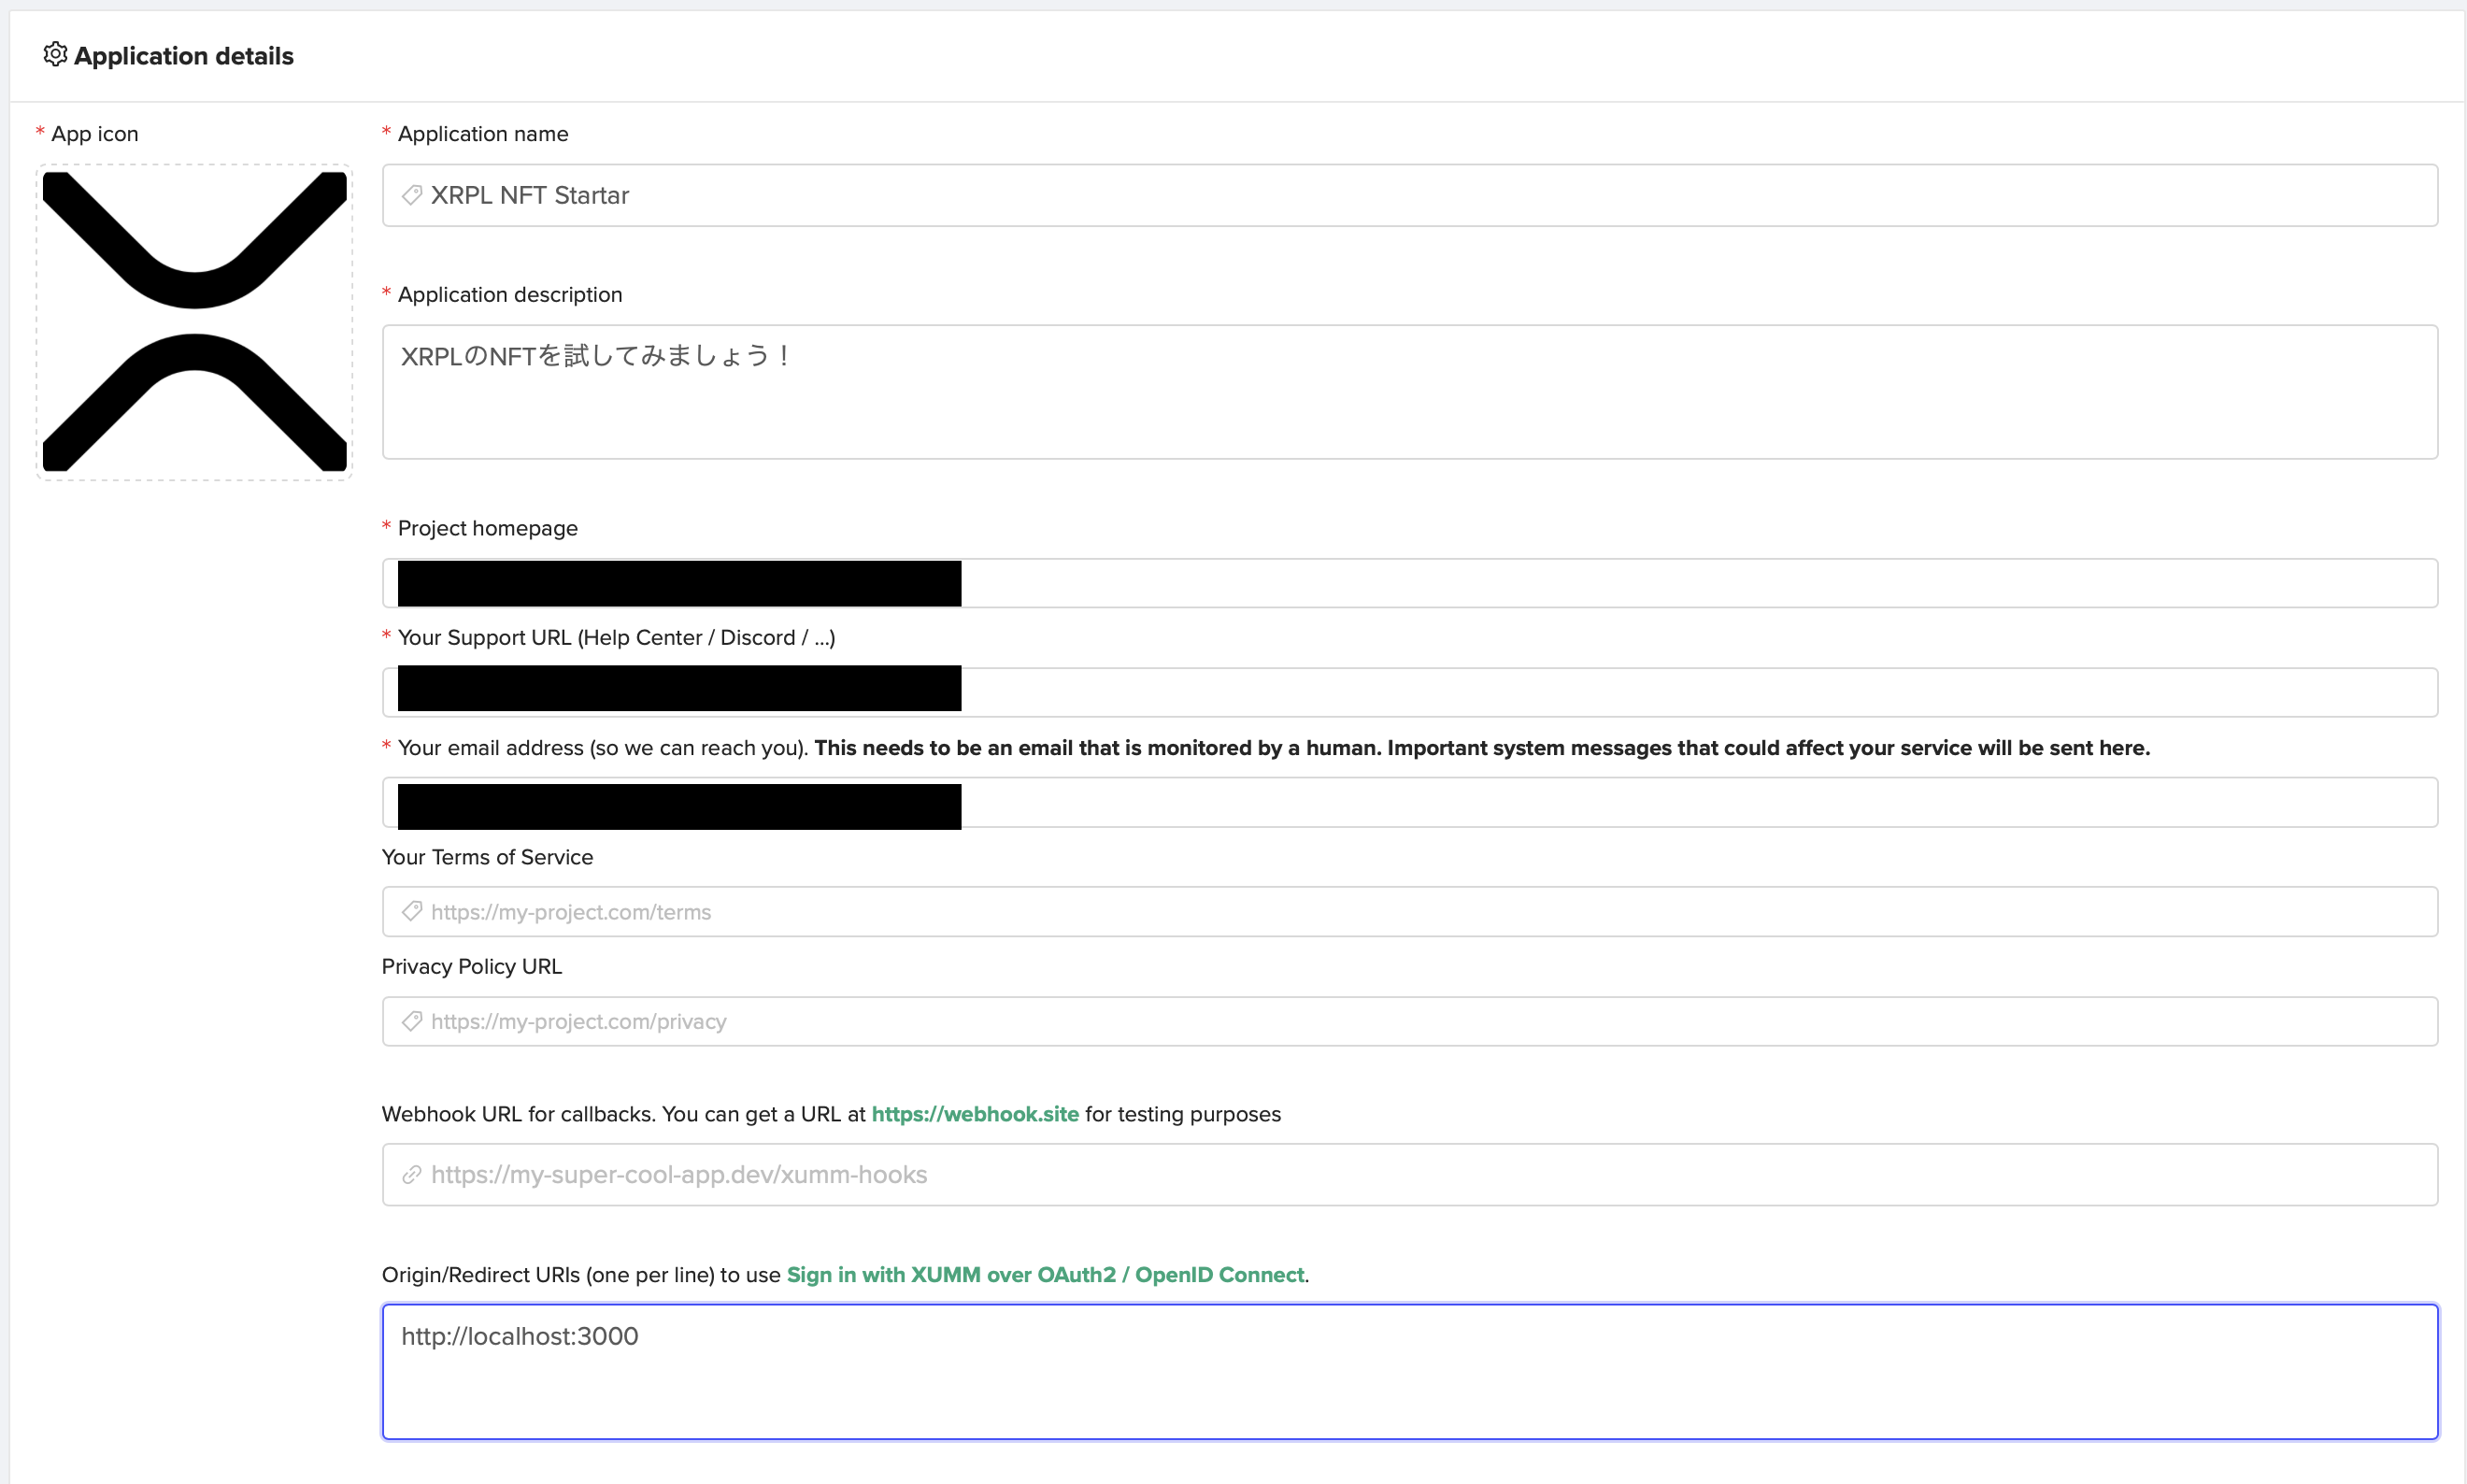 Application details
* App icon
* Application name
XRPL NFT Startar
* Application description
XRPLのNFTを試してみましょう！
* Project homepage
* Your Support URL (Help Center / Discord / ...)
* Your email address (so we can reach you). This needs to be an email that is monitored by a human. Important system messages that could affect your service will be sent here.
Your Terms of Service
https://my-project.com/terms
Privacy Policy URL
https://my-project.com/privacy
Webhook URL for callbacks. You can get a URL at https://webhook.site for testing purposes
https://my-super-cool-app.dev/xumm-hooks
Origin/Redirect URIs (one per line) to use Sign in with XUMM over OAuth2 / OpenID Connect.
http://localhost:3000